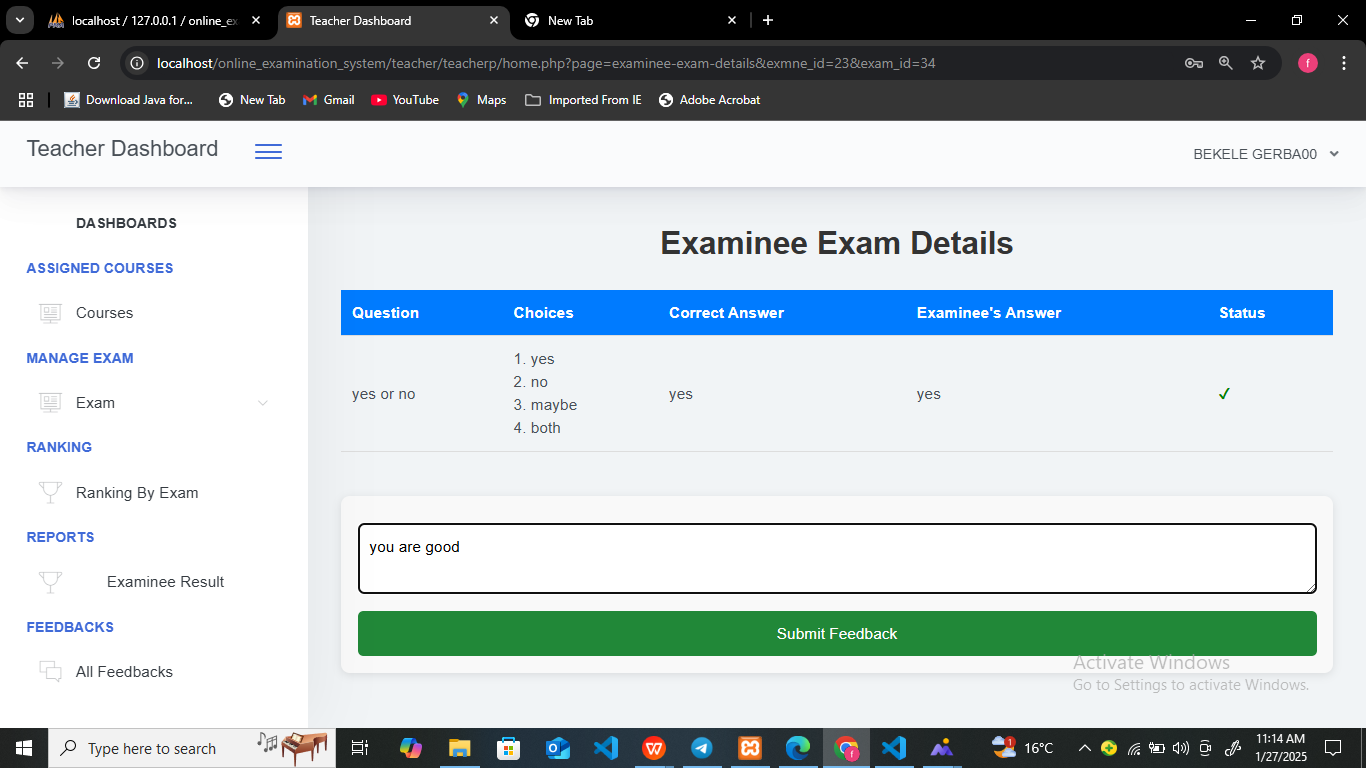 localhost / 127.0.0.1 / online_ex
Teacher Dashboard
New Tab
localhost/online_examination_system/teacher/teacherp/home.php?page=examinee-exam-details&exmne_id=23&exam_id=34
f
Download Java for...
New Tab
Gmail
YouTube
Maps
Imported From IE
Adobe Acrobat
Teacher Dashboard
BEKELE GERBA00
DASHBOARDS
ASSIGNED COURSES
Courses
MANAGE EXAM
Exam
RANKING
Ranking By Exam
REPORTS
Examinee Result
FEEDBACKS
All Feedbacks
Examinee Exam Details
Question Choices Correct Answer Examinee's Answer Status
yes or no
1. yes
2. no
3. maybe
4. both
yes
yes
✓
you are good
Submit Feedback
Activate Windows
Go to Settings to activate Windows.
Type here to search
16°C
11:14 AM
1/27/2025